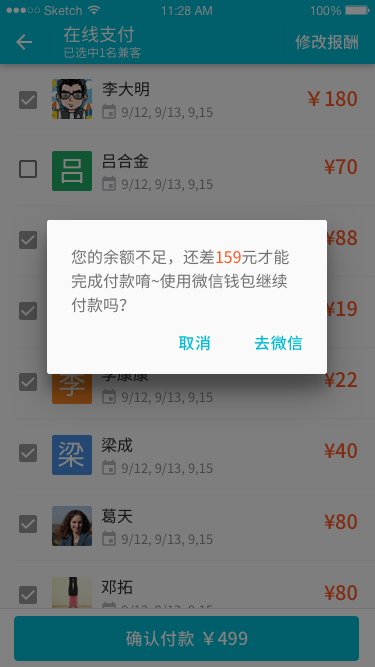 Sketch
11:28 AM
100%
在线支付
已选中1名兼客
修改报酬
李大明
9/12, 9/13, 9,15
￥180
吕
吕合金
9/12, 9/13, 9,15
¥70
¥88
您的余额不足，还差159元才能
完成付款唷~使用微信钱包继续
付款吗？
取消
去微信
¥19
李
李康康
9/12, 9/13, 9,15
¥22
梁
梁成
9/12, 9/13, 9,15
¥40
葛天
9/12, 9/13, 9,15
¥80
邓拓
9/12, 9/13, 9,15
¥80
确认付款 ￥499